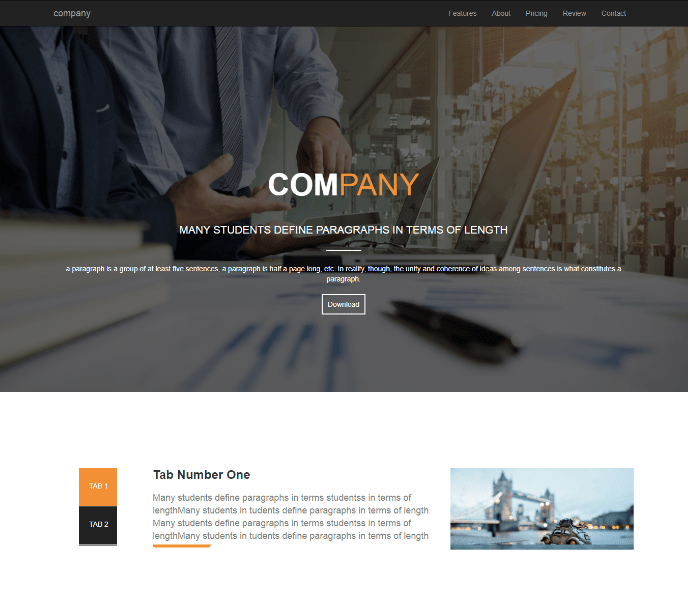 company
Features About Pricing Review Contact
COMPANY
MANY STUDENTS DEFINE PARAGRAPHS IN TERMS OF LENGTH
a paragraph is a group of at least five sentences, a paragraph is half a page long, etc. In reality, though, the unity and coherence of ideas among sentences is what constitutes a
paragraph.
Download
TAB 1
TAB 2
Tab Number One
Many students define paragraphs in terms studentss in terms of
lengthMany students in tudents define paragraphs in terms of length
Many students define paragraphs in terms studentss in terms of
lengthMany students in tudents define paragraphs in terms of length